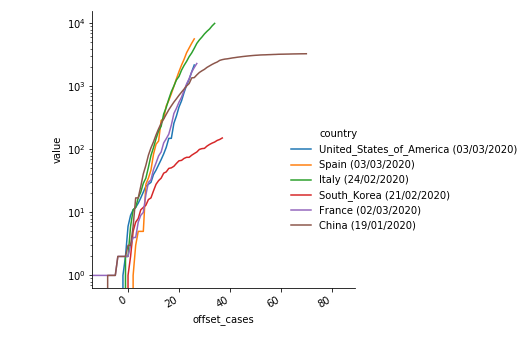 10⁴
10³
10²
10¹
10⁰
value
0
20
40
60
80
offset_cases
country
United_States_of_America (03/03/2020)
Spain (03/03/2020)
Italy (24/02/2020)
South_Korea (21/02/2020)
France (02/03/2020)
China (19/01/2020)